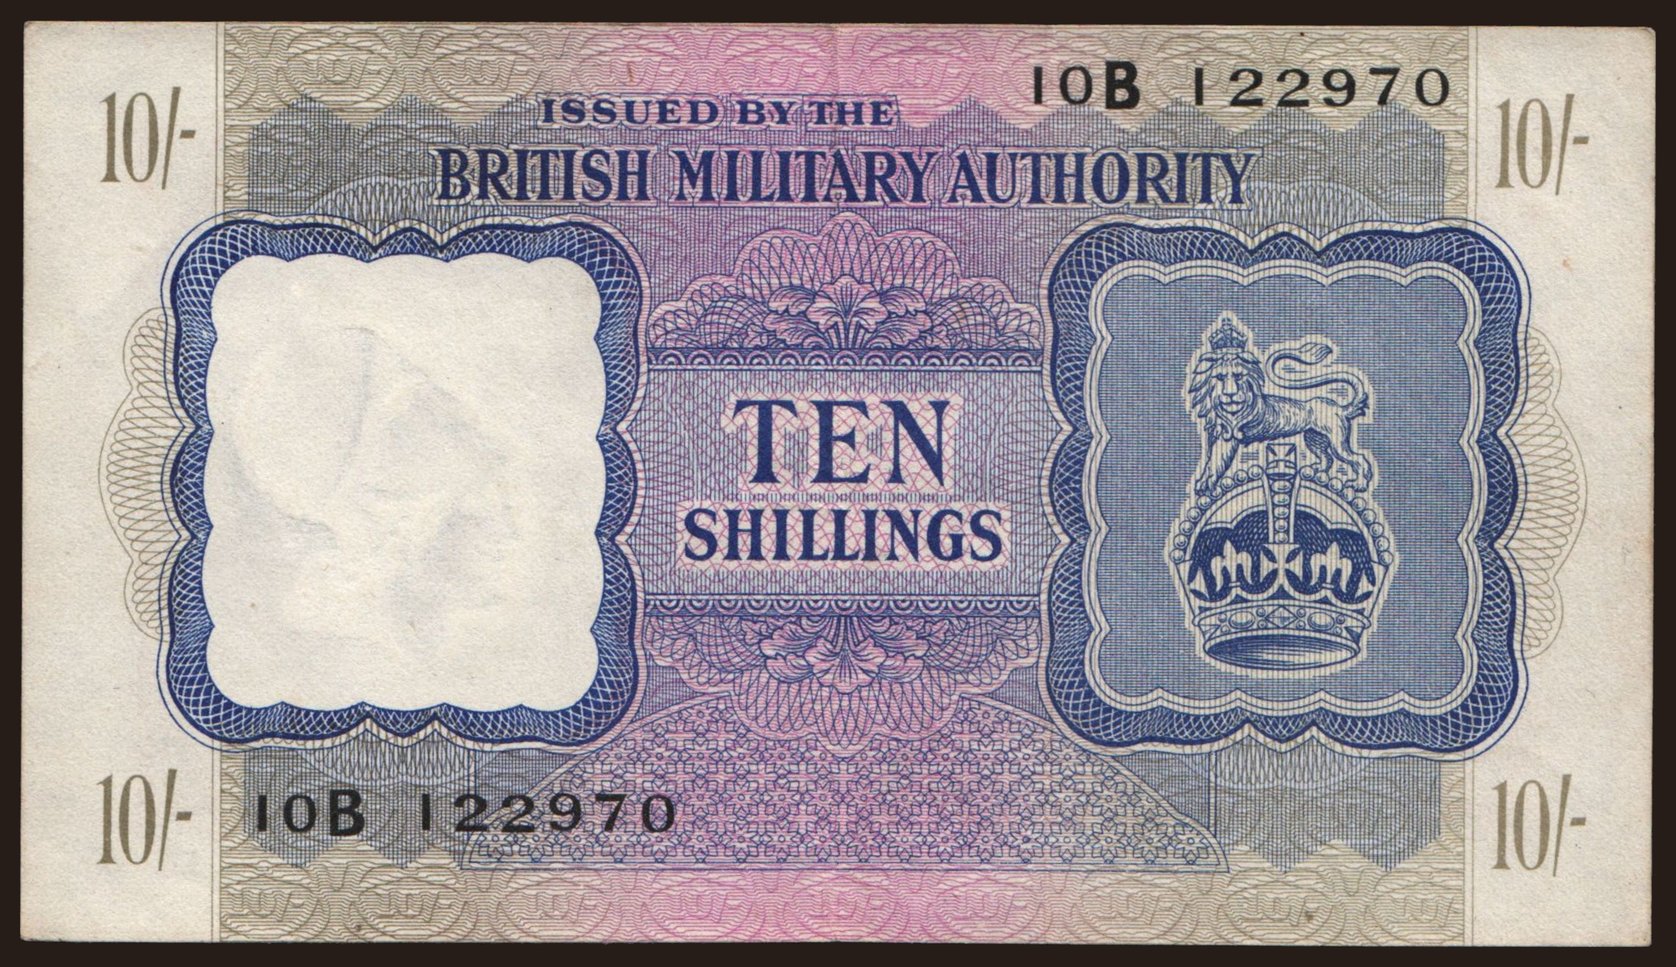 10/-
10B 122970
10/-
ISSUED BY THE
BRITISH MILITARY AUTHORITY
TEN
SHILLINGS
10/-
10B 122970
10/-